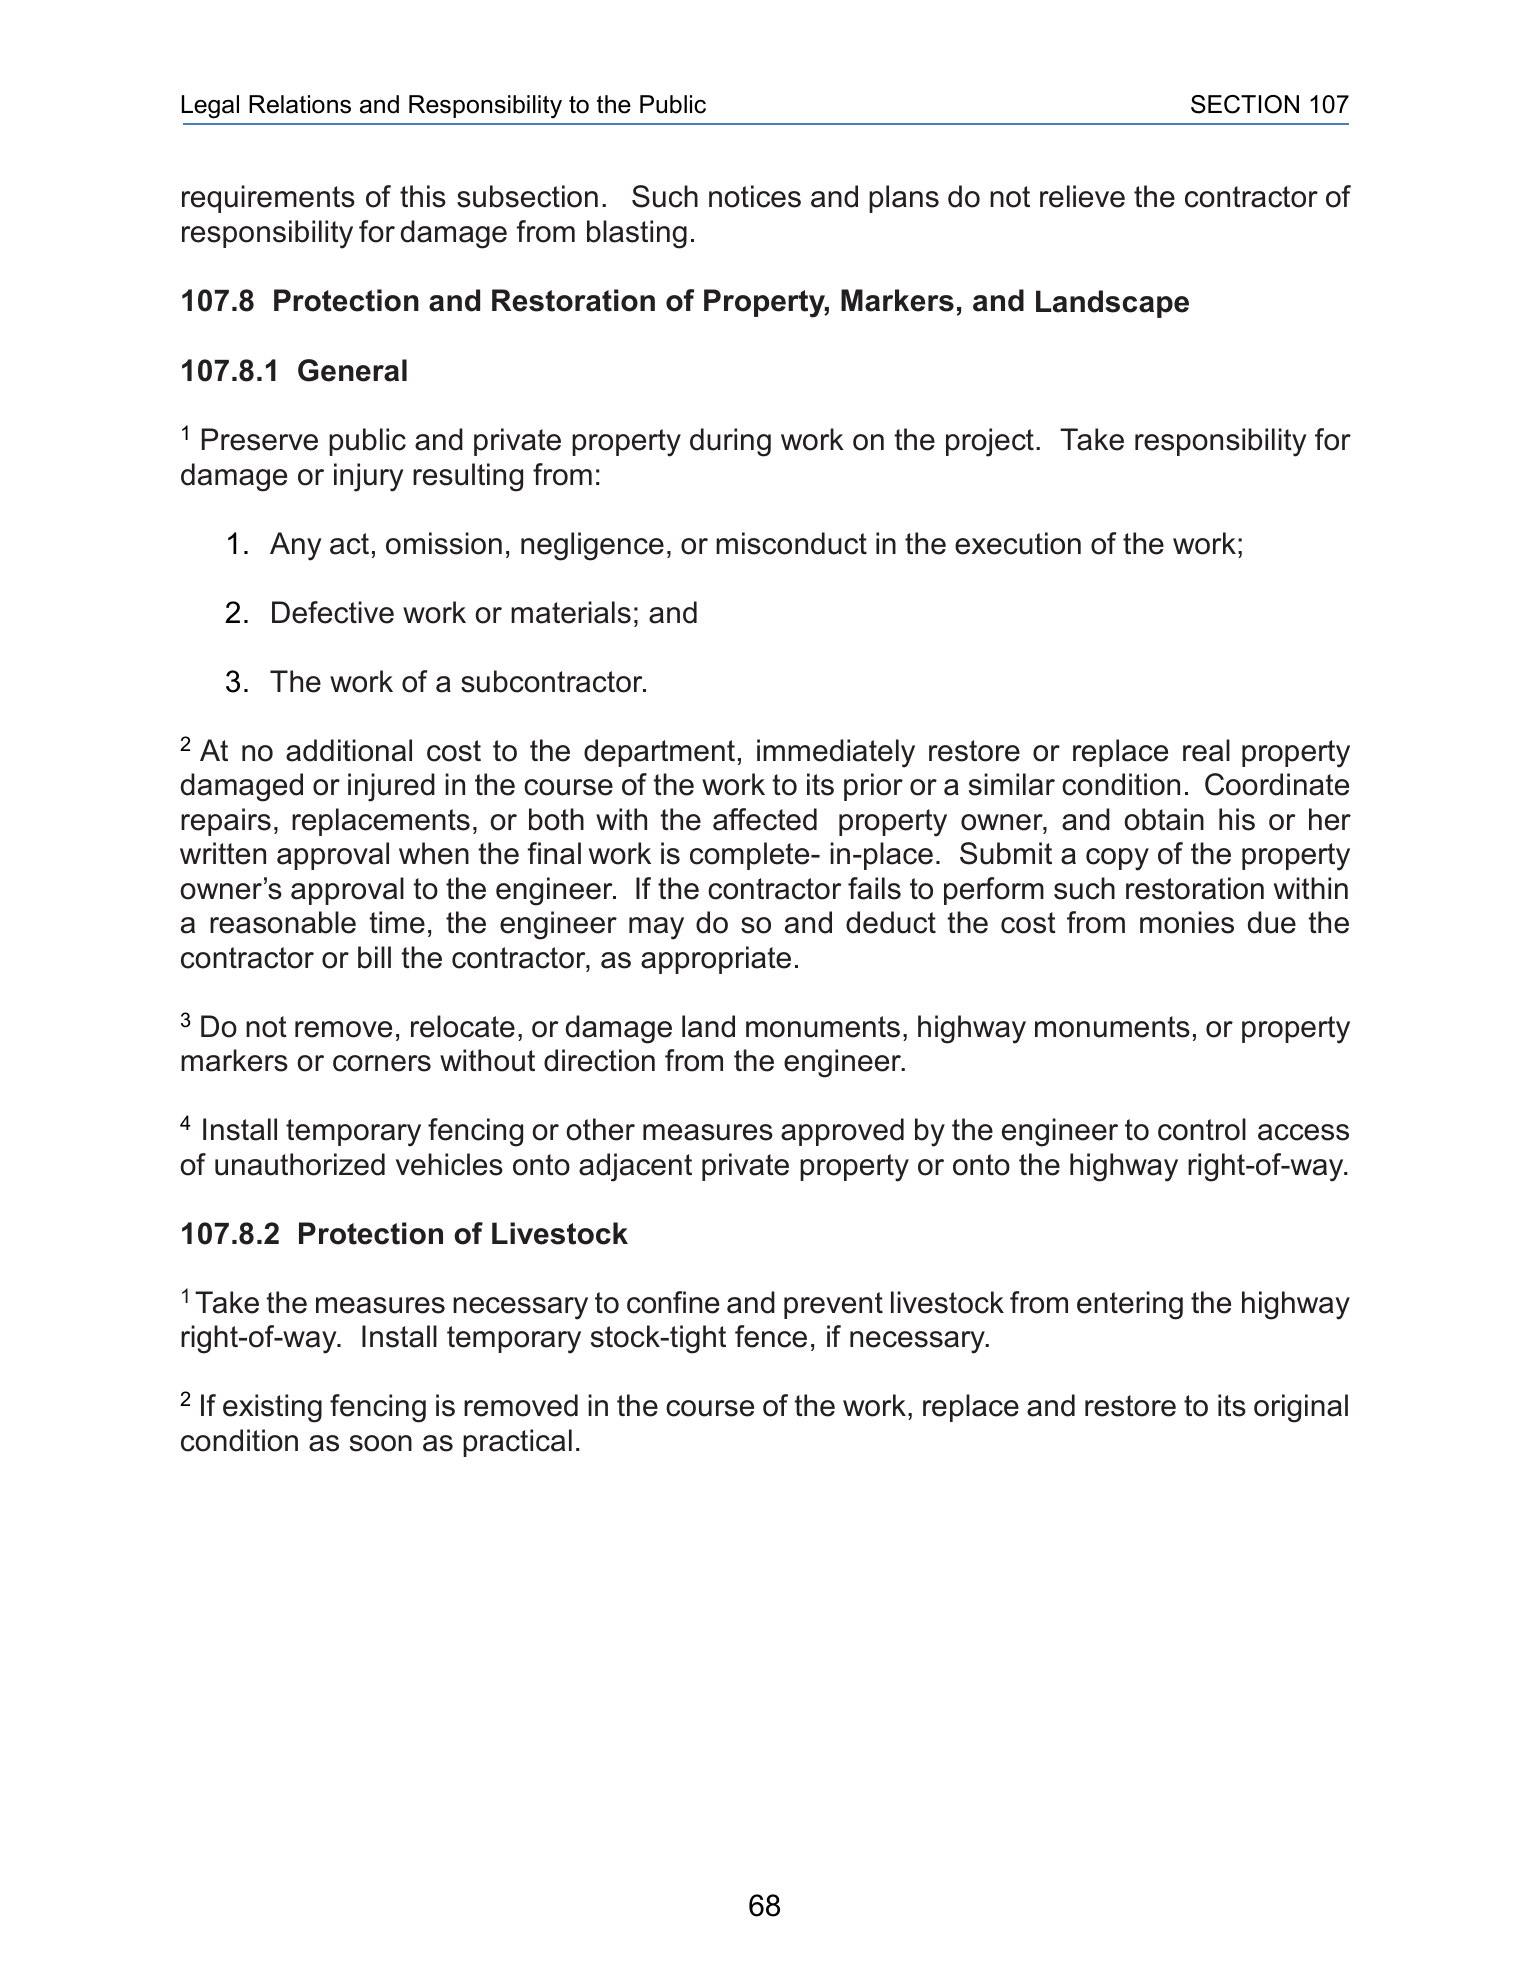 Legal Relations and Responsibility to the Public SECTION 107
requirements of this subsection. Such notices and plans do not relieve the contractor of
responsibility for damage from blasting.
107.8 Protection and Restoration of Property, Markers, and Landscape
107.8.1 General
1 Preserve public and private property during work on the project. Take responsibility for
damage or injury resulting from:
1. Any act, omission, negligence, or misconduct in the execution of the work;
2. Defective work or materials; and
3. The work of a subcontractor.
2 At no additional cost to the department, immediately restore or replace real property
damaged or injured in the course of the work to its prior or a similar condition. Coordinate
repairs, replacements, or both with the affected property owner, and obtain his or her
written approval when the final work is complete- in-place. Submit a copy of the property
owner’s approval to the engineer. If the contractor fails to perform such restoration within
a reasonable time, the engineer may do so and deduct the cost from monies due the
contractor or bill the contractor, as appropriate.
3 Do not remove, relocate, or damage land monuments, highway monuments, or property
markers or corners without direction from the engineer.
4 Install temporary fencing or other measures approved by the engineer to control access
of unauthorized vehicles onto adjacent private property or onto the highway right-of-way.
107.8.2 Protection of Livestock
1 Take the measures necessary to confine and prevent livestock from entering the highway
right-of-way. Install temporary stock-tight fence, if necessary.
2 If existing fencing is removed in the course of the work, replace and restore to its original
condition as soon as practical.
68